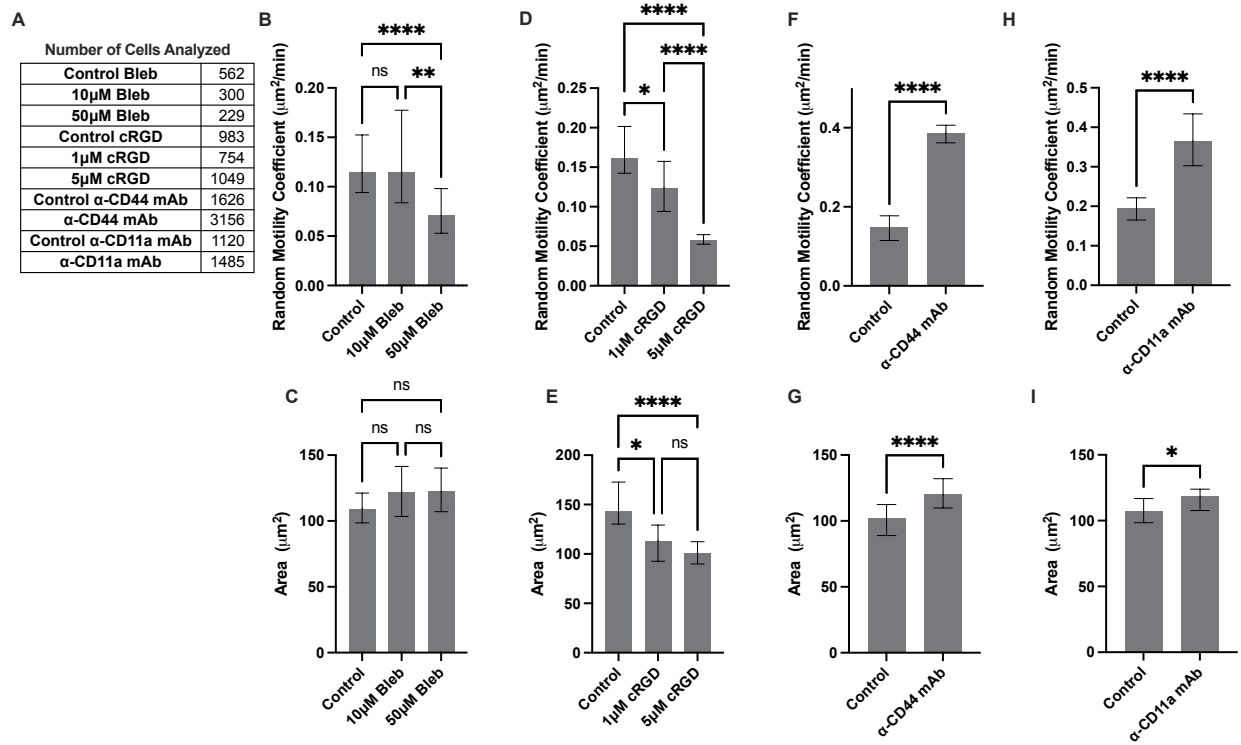 A
Number of Cells Analyzed
Control Bleb 562
10μM Bleb 300
50μM Bleb 229
Control cRGD 983
1μM cRGD 754
5μM cRGD 1049
Control α-CD44 mAb 1626
α-CD44 mAb 3156
Control α-CD11a mAb 1120
α-CD11a mAb 1485
B
Random Motility Coefficient (μm²/min)
0.20
0.15
0.10
0.05
0.00
****
ns
**
Control
10μM Bleb
50μM Bleb
D
Random Motility Coefficient (μm²/min)
0.25
0.20
0.15
0.10
0.05
0.00
****
****
*
Control
1μM cRGD
5μM cRGD
F
Random Motility Coefficient (μm²/min)
0.4
0.2
0.0
****
Control
α-CD44 mAb
H
Random Motility Coefficient (μm²/min)
0.5
0.4
0.3
0.2
0.1
0.0
****
Control
α-CD11a mAb
C
Area (μm²)
150
100
50
0
ns
ns
ns
Control
10μM Bleb
50μM Bleb
E
Area (μm²)
200
150
100
50
0
****
*
ns
Control
1μM cRGD
5μM cRGD
G
Area (μm²)
150
100
50
0
****
Control
α-CD44 mAb
I
Area (μm²)
150
100
50
0
*
Control
α-CD11a mAb